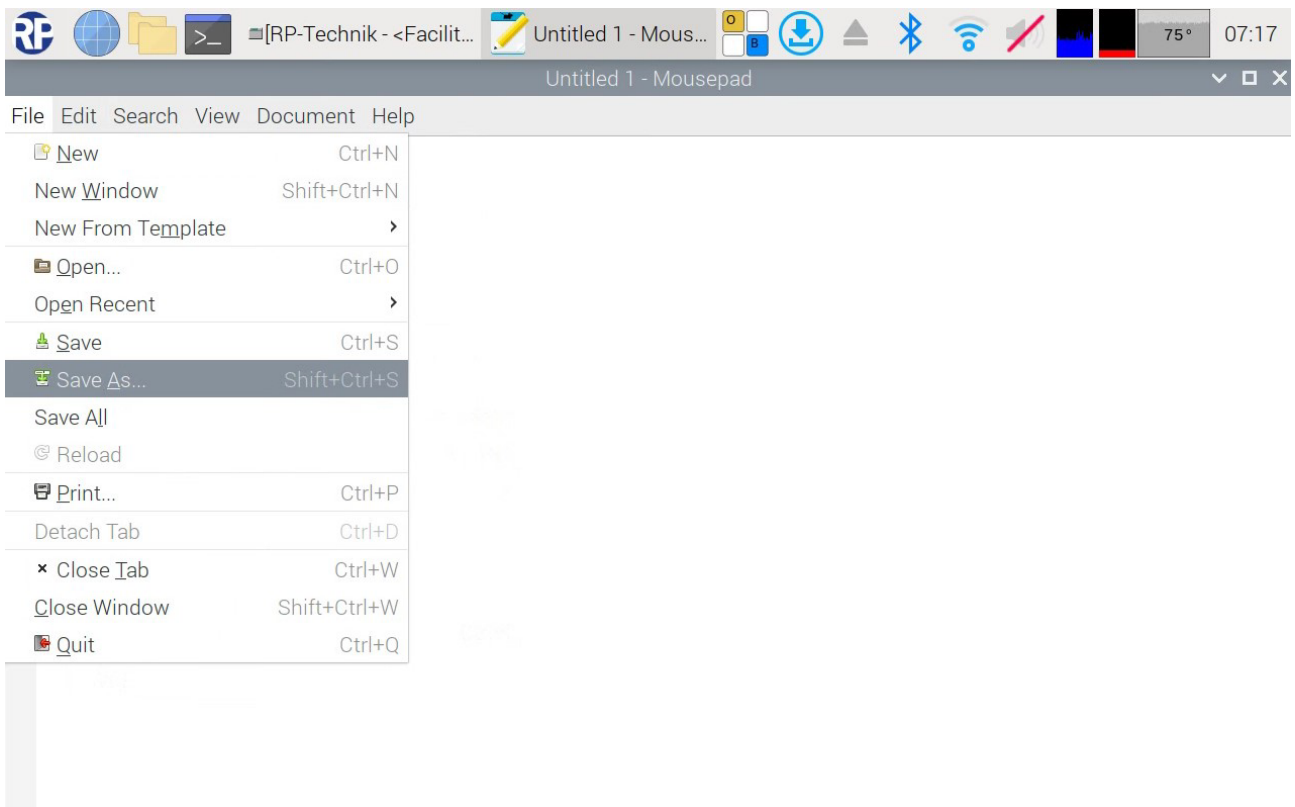 RP >_ [RP-Technik - <Facilit... Untitled 1 - Mous... O B 75° 07:17
Untitled 1 - Mousepad
File Edit Search View Document Help
New Ctrl+N
New Window Shift+Ctrl+N
New From Template
Open... Ctrl+O
Open Recent
Save Ctrl+S
Save As... Shift+Ctrl+S
Save All
Reload
Print... Ctrl+P
Detach Tab Ctrl+D
Close Tab Ctrl+W
Close Window Shift+Ctrl+W
Quit Ctrl+Q